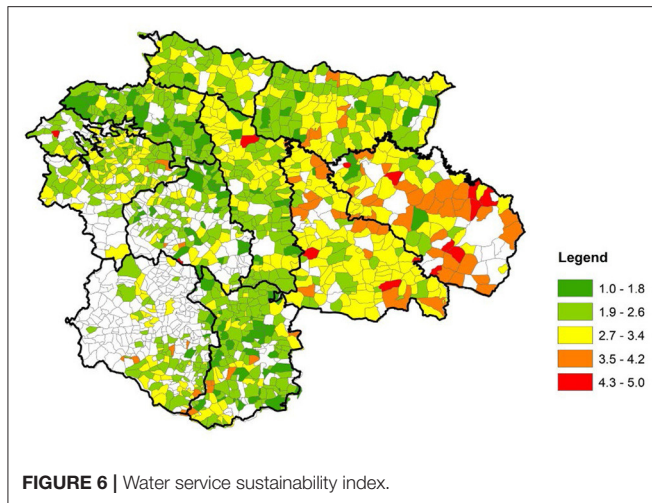 Legend
1.0 - 1.8
1.9 - 2.6
2.7 - 3.4
3.5 - 4.2
4.3 - 5.0
FIGURE 6 | Water service sustainability index.